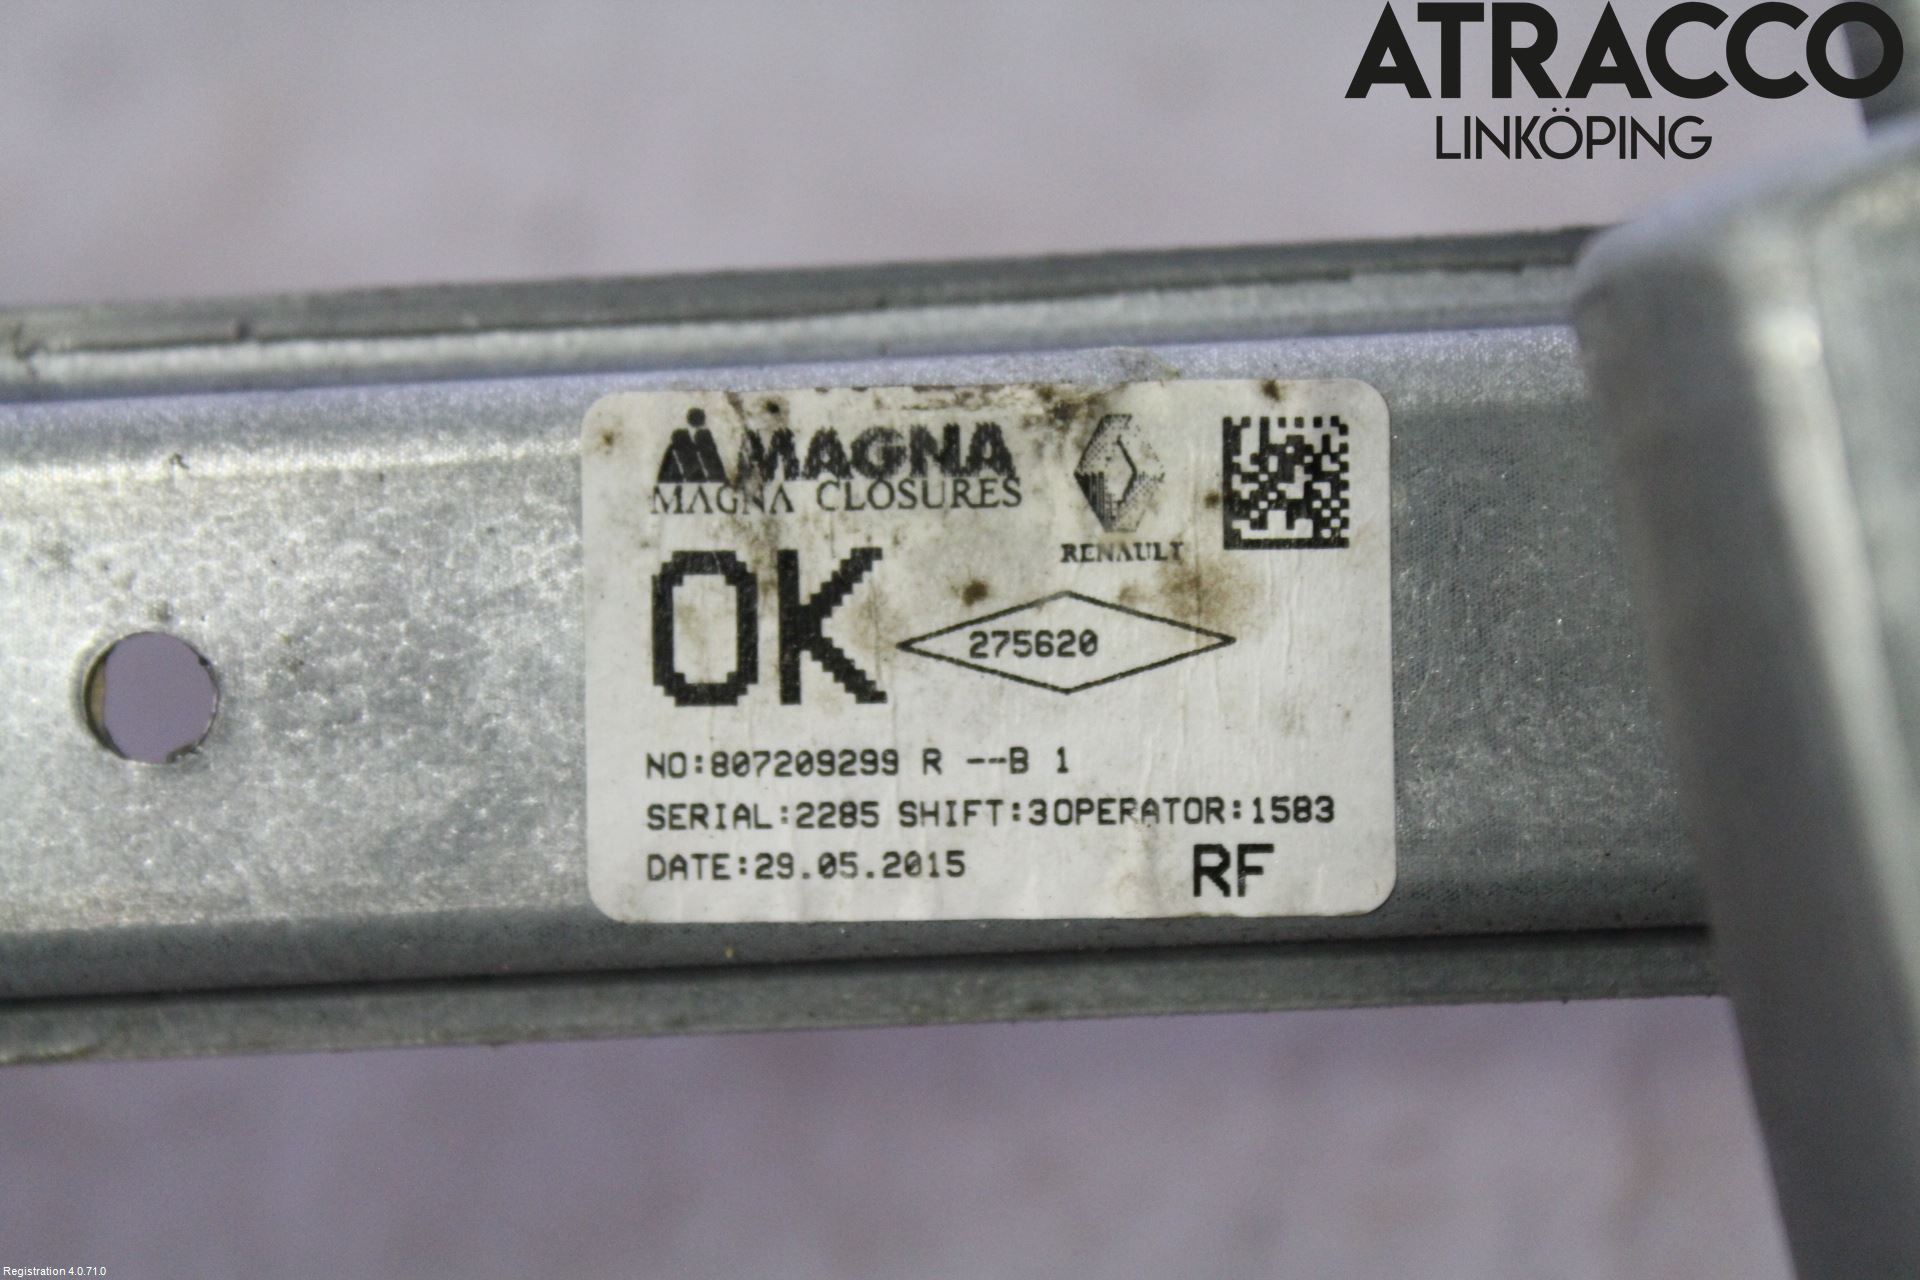 ATRACCO
LINKÖPING
MAGNA
MAGNA CLOSURES
RENAULT
OK
275620
NO:807209299 R --B 1
SERIAL:2285 SHIFT:3OPERATOR:1583
DATE:29.05.2015
RF
Registration 4.0.71.0